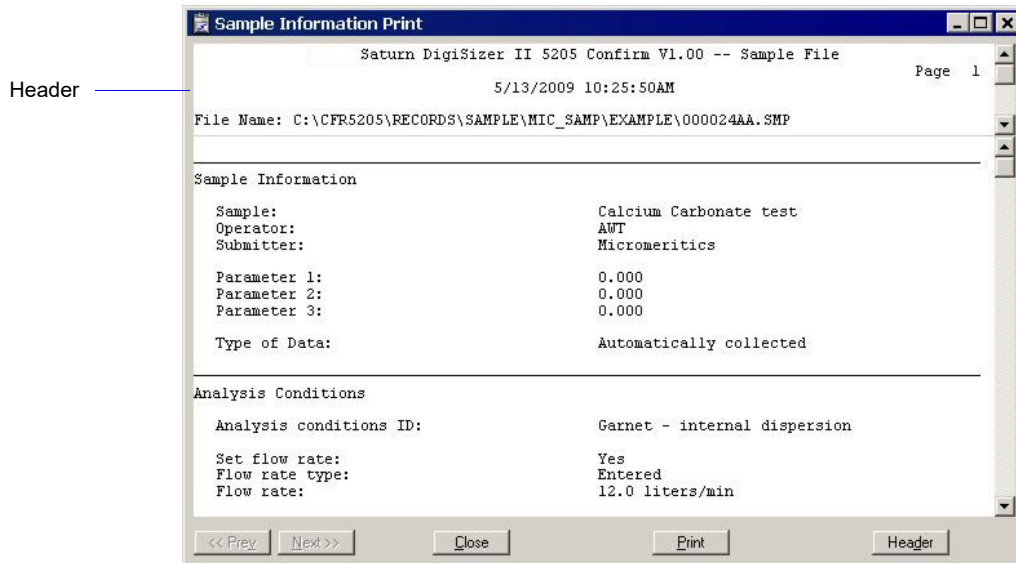 Sample Information Print
Saturn DigiSizer II 5205 Confirm V1.00 -- Sample File
Page 1
Header
5/13/2009 10:25:50AM
File Name: C:\CFR5205\RECORDS\SAMPLE\MIC_SAMP\EXAMPLE\000024AA.SMP
Sample Information
Sample: Calcium Carbonate test
Operator: AWT
Submitter: Micromeritics
Parameter 1: 0.000
Parameter 2: 0.000
Parameter 3: 0.000
Type of Data: Automatically collected
Analysis Conditions
Analysis conditions ID: Garnet - internal dispersion
Set flow rate: Yes
Flow rate type: Entered
Flow rate: 12.0 liters/min
<< Prev Next >> Close Print Header